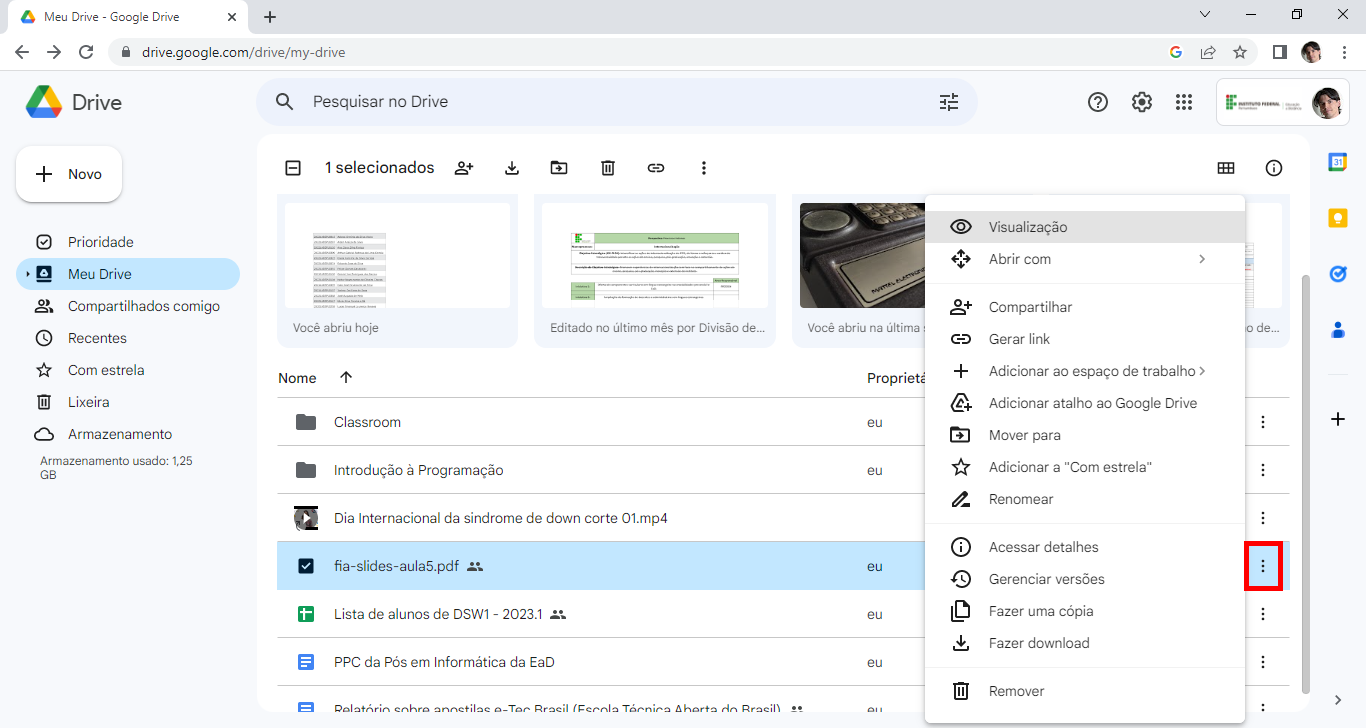 Meu Drive - Google Drive
drive.google.com/drive/my-drive
Drive
Pesquisar no Drive
INSTITUTO FEDERAL
Pernambuco
Novo
1 selecionados
31
Prioridade
Meu Drive
Compartilhados comigo
Recentes
Com estrela
Lixeira
Armazenamento
Armazenamento usado: 1,25
GB
Você abriu hoje
Editado no último mês por Divisão de...
Você abriu na última s
o de...
Nome
Proprietá
Classroom
eu
Introdução à Programação
eu
Dia Internacional da sindrome de down corte 01.mp4
eu
fia-slides-aula5.pdf
eu
Lista de alunos de DSW1 - 2023.1
eu
PPC da Pós em Informática da EaD
eu
Relatório sobre apostilas e-Tec Brasil (Escola Técnica Aberta do Brasil)
eu
Visualização
Abrir com
Compartilhar
Gerar link
Adicionar ao espaço de trabalho
Adicionar atalho ao Google Drive
Mover para
Adicionar a "Com estrela"
Renomear
Acessar detalhes
Gerenciar versões
Fazer uma cópia
Fazer download
Remover